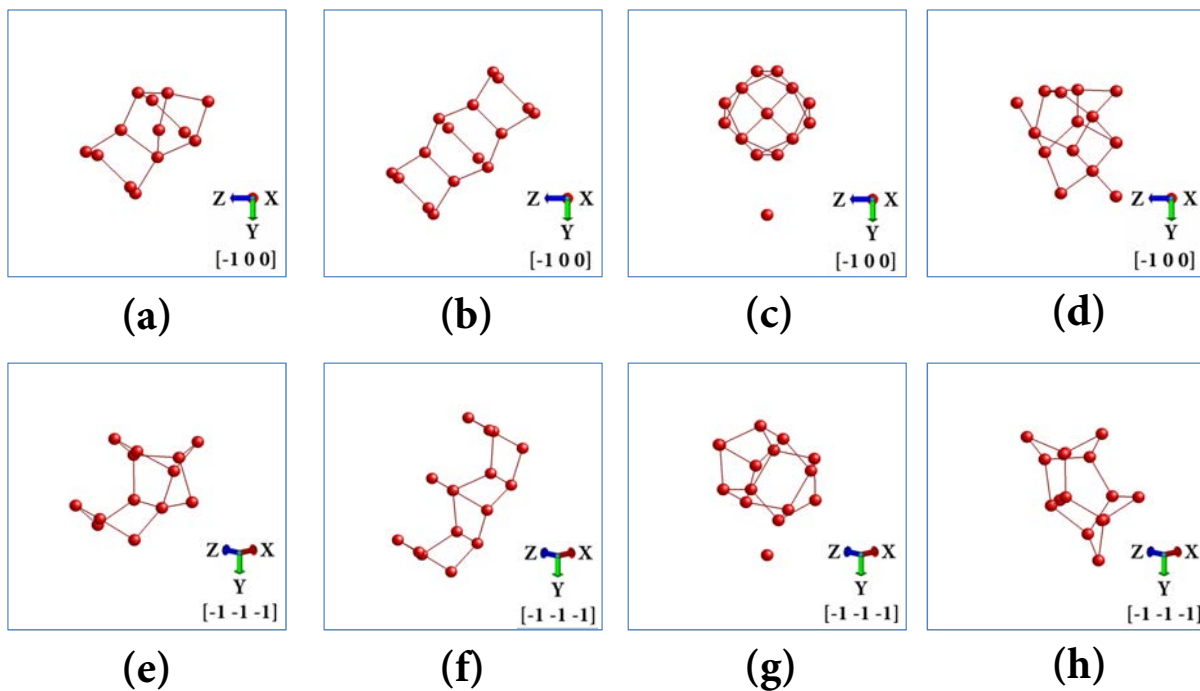 Z X
Y
[-1 0 0]
Z X
Y
[-1 0 0]
Z X
Y
[-1 0 0]
Z X
Y
[-1 0 0]
(a) (b) (c) (d)
Z X
Y
[-1 -1 -1]
Z X
Y
[-1 -1 -1]
Z X
Y
[-1 -1 -1]
Z X
Y
[-1 -1 -1]
(e) (f) (g) (h)